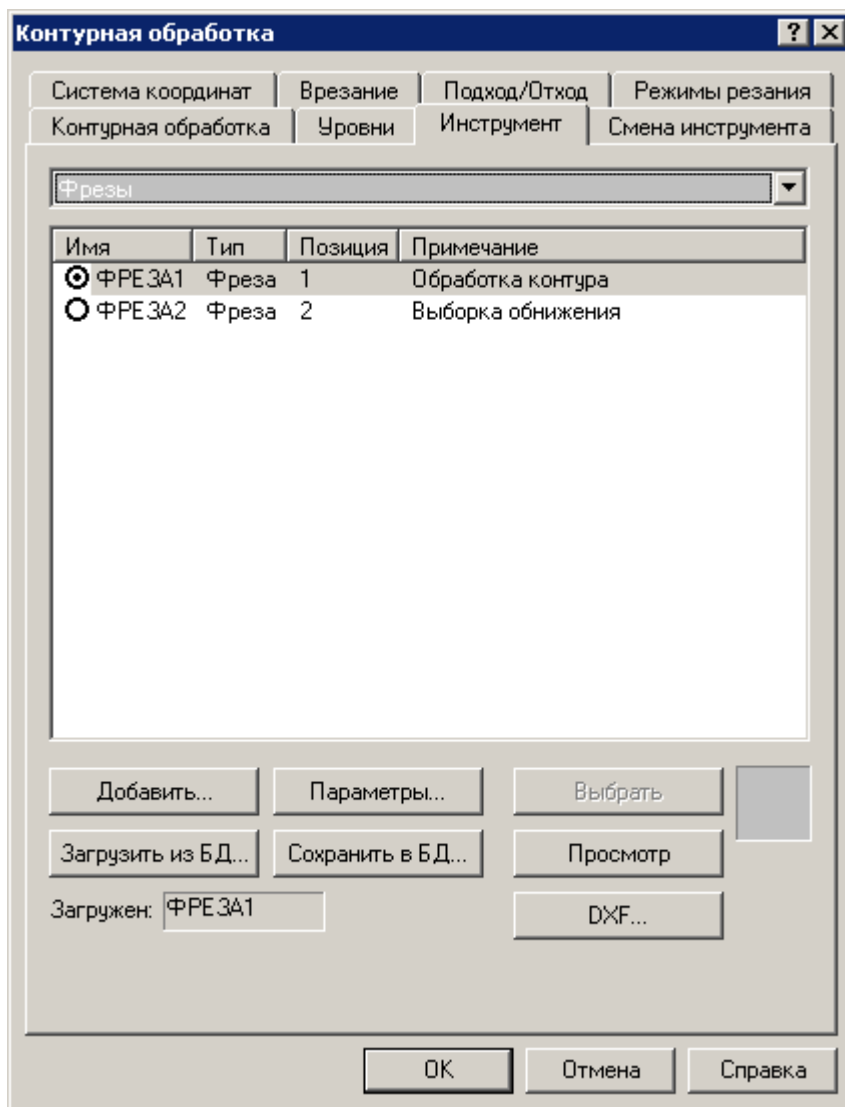 Контурная обработка
Система координат Врезание Подход/Отход Режимы резания
Контурная обработка Уровни Инструмент Смена инструмента
Фрезы
Имя Тип Позиция Примечание
ФРЕЗА1 Фреза 1 Обработка контура
ФРЕЗА2 Фреза 2 Выборка обнижения
Добавить... Параметры... Выбрать
Загрузить из БД... Сохранить в БД... Просмотр
Загружен: ФРЕЗА1 DXF...
OK Отмена Справка